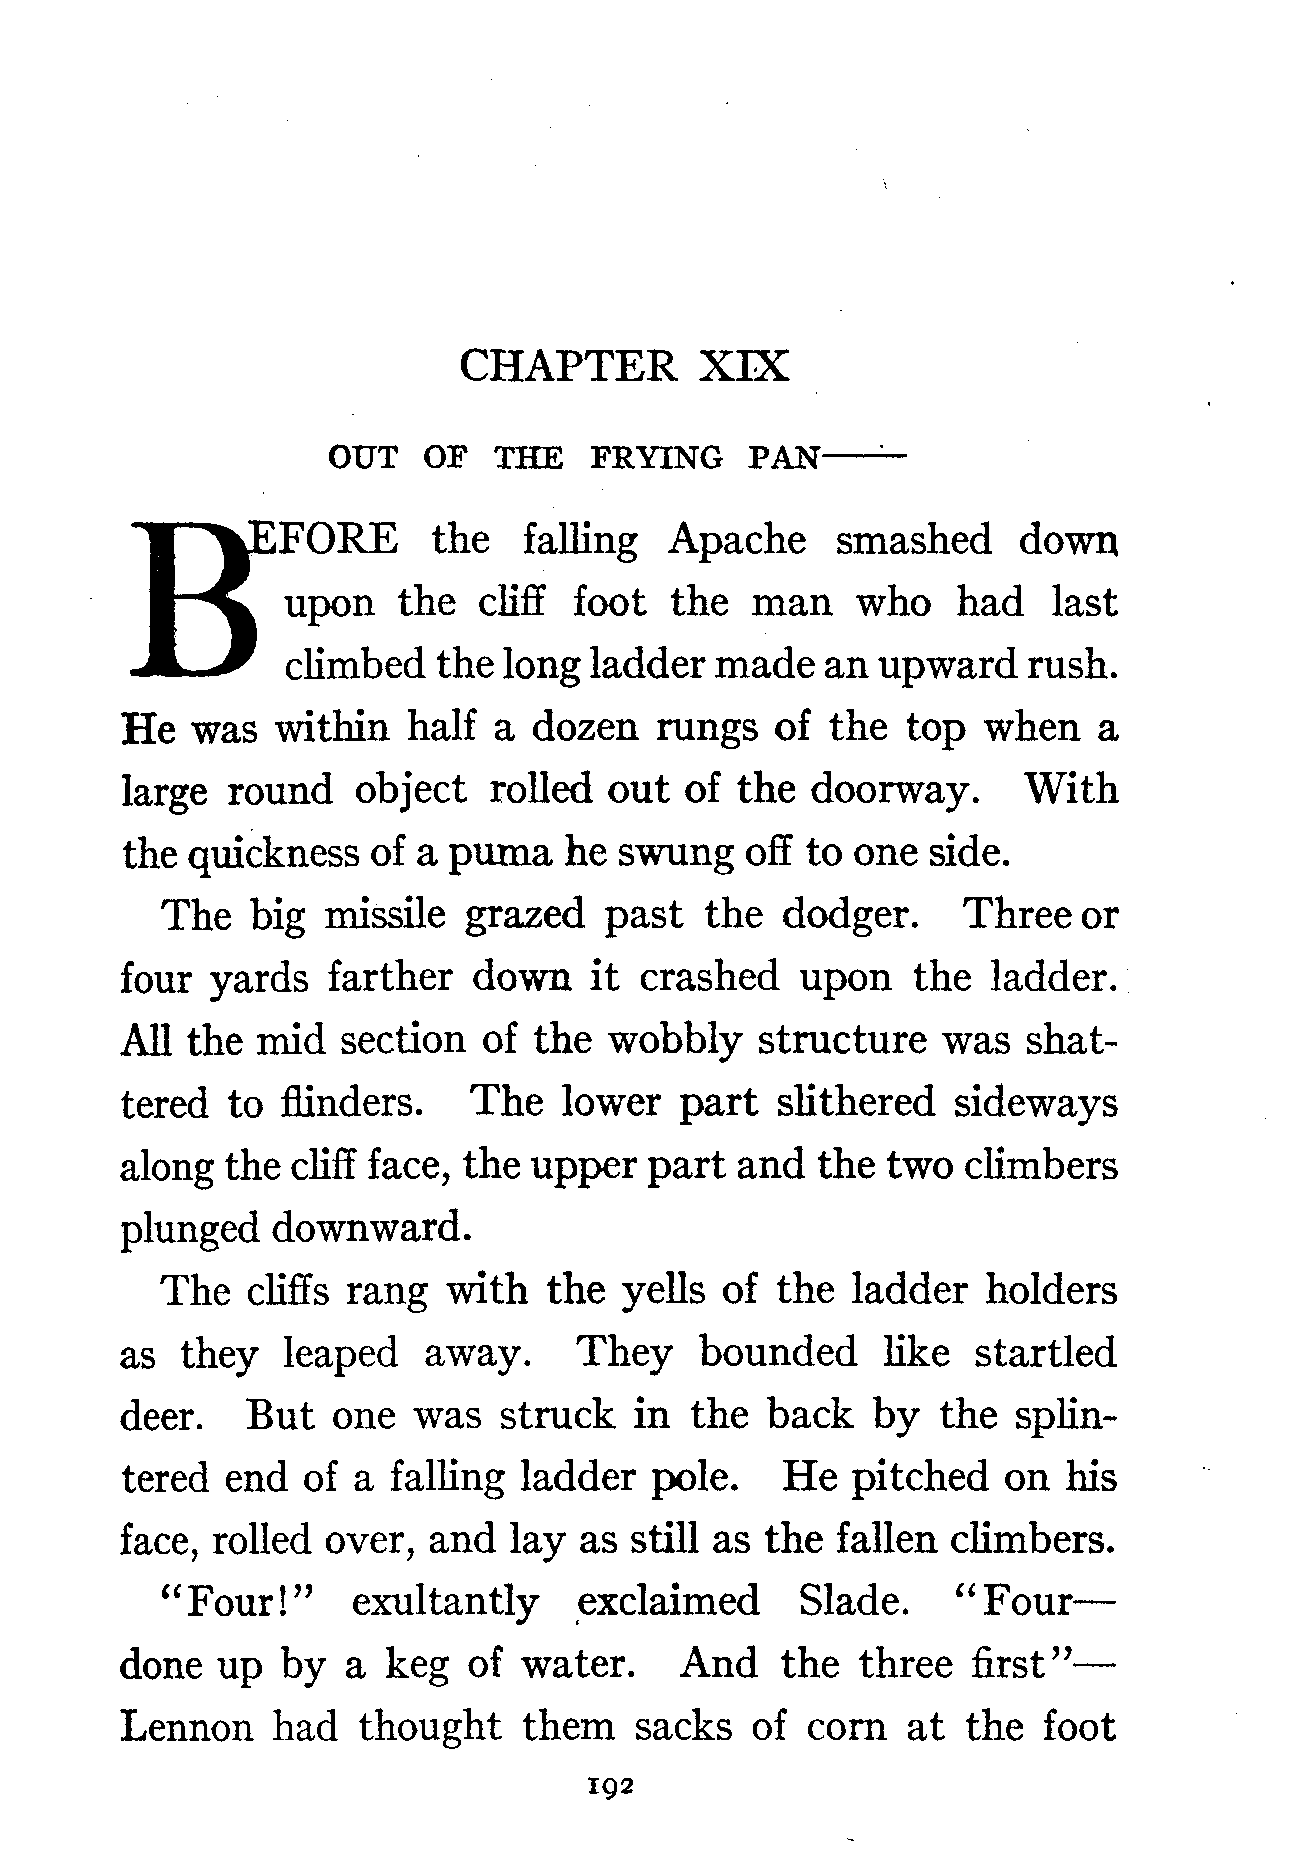 CHAPTER XIX
OUT OF THE FRYING PAN——
BEFORE the falling Apache smashed down
upon the cliff foot the man who had last
climbed the long ladder made an upward rush.
He was within half a dozen rungs of the top when a
large round object rolled out of the doorway. With
the quickness of a puma he swung off to one side.
The big missile grazed past the dodger. Three or
four yards farther down it crashed upon the ladder.
All the mid section of the wobbly structure was shat-
tered to flinders. The lower part slithered sideways
along the cliff face, the upper part and the two climbers
plunged downward.
The cliffs rang with the yells of the ladder holders
as they leaped away. They bounded like startled
deer. But one was struck in the back by the splin-
tered end of a falling ladder pole. He pitched on his
face, rolled over, and lay as still as the fallen climbers.
“Four!” exultantly exclaimed Slade. “Four—
done up by a keg of water. And the three first”—
Lennon had thought them sacks of corn at the foot
192